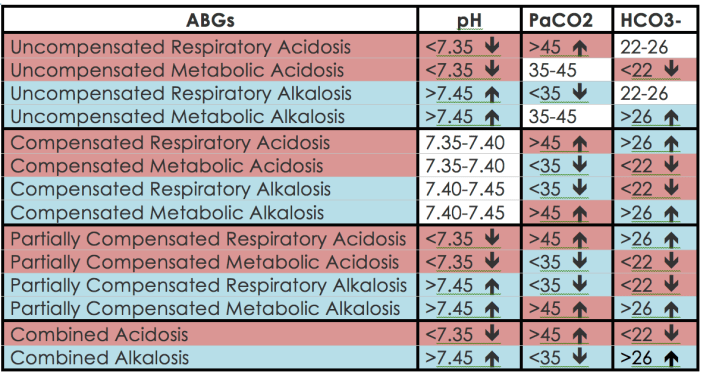 ABGs pH PaCO2 HCO3-
Uncompensated Respiratory Acidosis <7.35 ↓ >45 ↑ 22-26
Uncompensated Metabolic Acidosis <7.35 ↓ 35-45 <22 ↓
Uncompensated Respiratory Alkalosis >7.45 ↑ <35 ↓ 22-26
Uncompensated Metabolic Alkalosis >7.45 ↑ 35-45 >26 ↑
Compensated Respiratory Acidosis 7.35-7.40 >45 ↑ >26 ↑
Compensated Metabolic Acidosis 7.35-7.40 <35 ↓ <22 ↓
Compensated Respiratory Alkalosis 7.40-7.45 <35 ↓ <22 ↓
Compensated Metabolic Alkalosis 7.40-7.45 >45 ↑ >26 ↑
Partially Compensated Respiratory Acidosis <7.35 ↓ >45 ↑ >26 ↑
Partially Compensated Metabolic Acidosis <7.35 ↓ <35 ↓ <22 ↓
Partially Compensated Respiratory Alkalosis >7.45 ↑ <35 ↓ <22 ↓
Partially Compensated Metabolic Alkalosis >7.45 ↑ >45 ↑ >26 ↑
Combined Acidosis <7.35 ↓ >45 ↑ <22 ↓
Combined Alkalosis >7.45 ↑ <35 ↓ >26 ↑